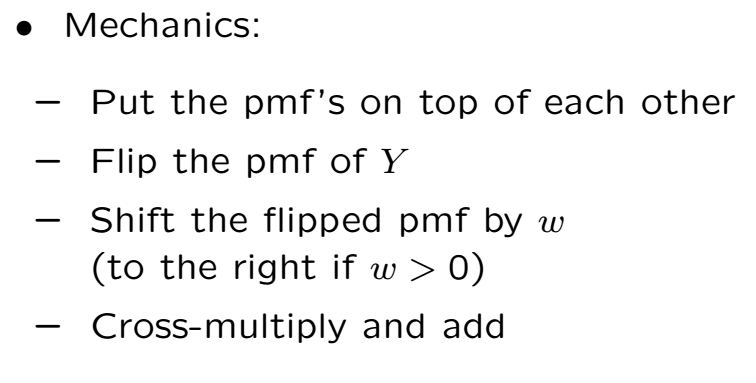 • Mechanics:
– Put the pmf's on top of each other
– Flip the pmf of Y
– Shift the flipped pmf by w
(to the right if w > 0)
– Cross-multiply and add